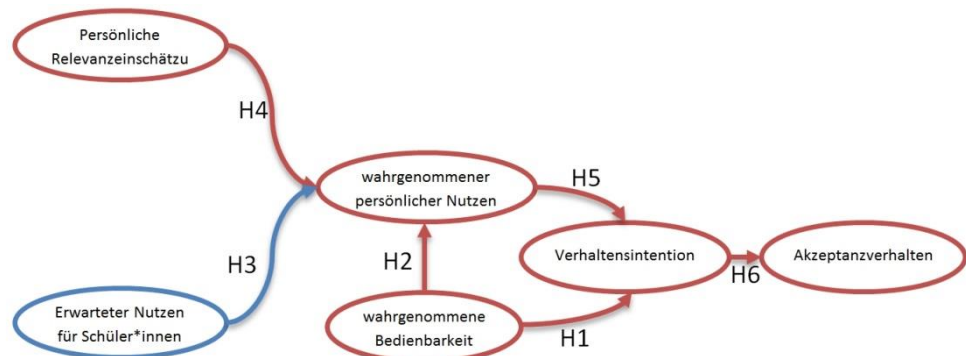 Persönliche
Relevanzeinschätzu
H4
wahrgenommener
persönlicher Nutzen
H5
H3
H2
Verhaltensintention
H6
Akzeptanzverhalten
Erwarteter Nutzen
für Schüler*innen
wahrgenommene
Bedienbarkeit
H1